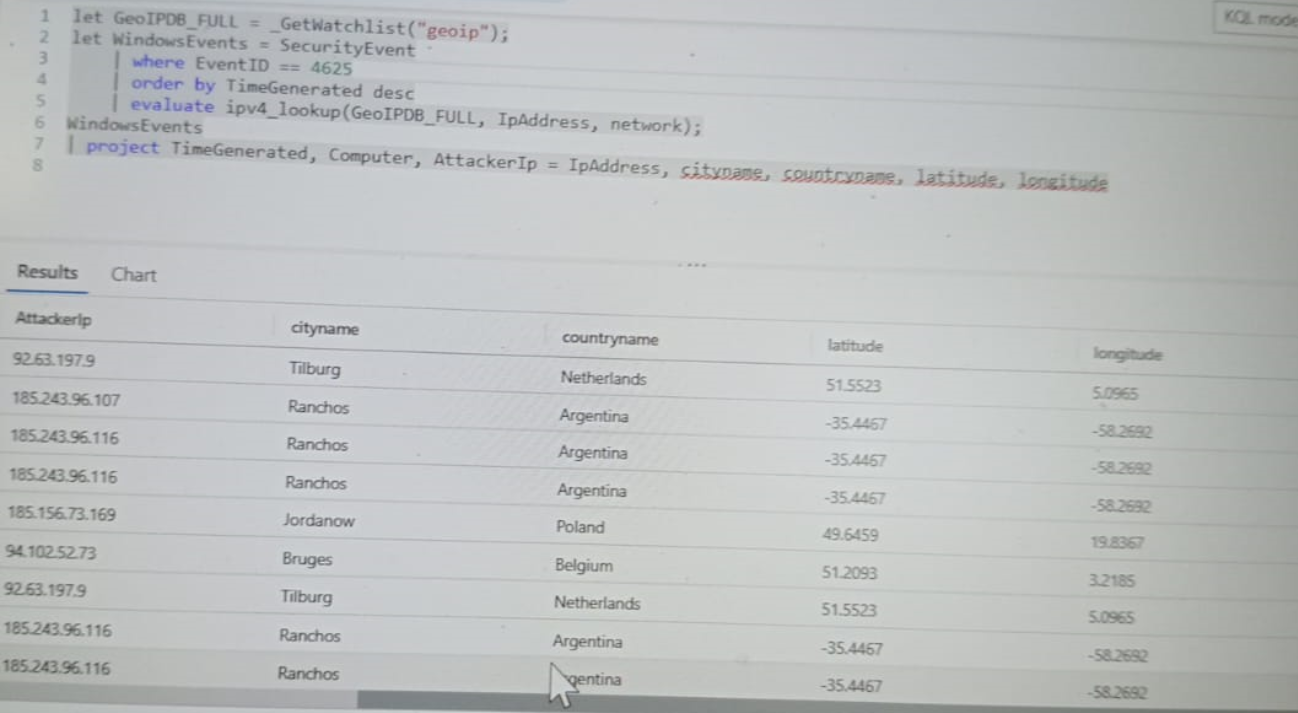 KQL mode
1 let GeoIPDB_FULL = _GetWatchlist("geoip");
2 let WindowsEvents = SecurityEvent
3 | where EventID == 4625
4 | order by TimeGenerated desc
5 | evaluate ipv4_lookup(GeoIPDB_FULL, IpAddress, network);
6 WindowsEvents
7 | project TimeGenerated, Computer, AttackerIp = IpAddress, cityname, countryname, latitude, longitude
8
Results Chart
AttackerIp cityname countryname latitude longitude
92.63.197.9 Tilburg Netherlands 51.5523 5.0965
185.243.96.107 Ranchos Argentina -35.4467 -58.2692
185.243.96.116 Ranchos Argentina -35.4467 -58.2692
185.243.96.116 Ranchos Argentina -35.4467 -58.2692
185.156.73.169 Jordanow Poland 49.6459 19.8367
94.102.52.73 Bruges Belgium 51.2093 3.2185
92.63.197.9 Tilburg Netherlands 51.5523 5.0965
185.243.96.116 Ranchos Argentina -35.4467 -58.2692
185.243.96.116 Ranchos Argentina -35.4467 -58.2692